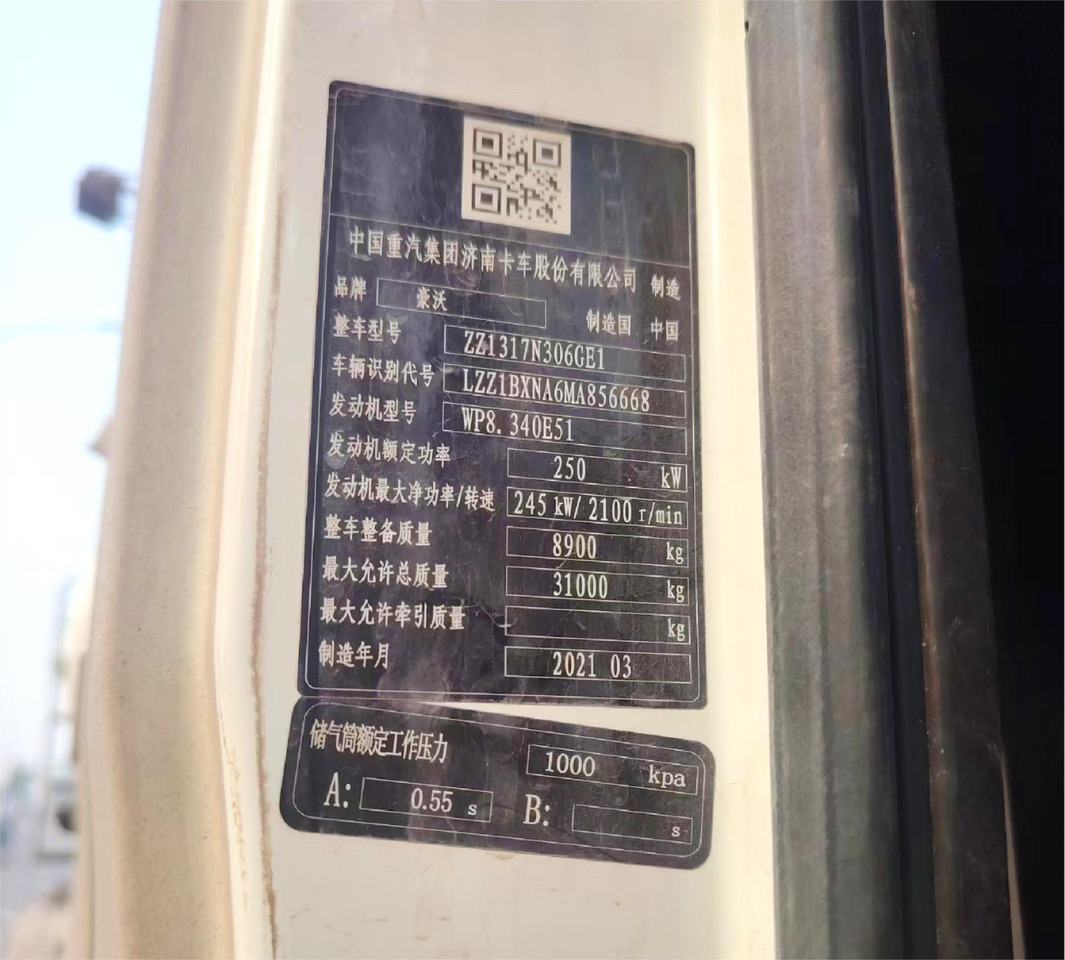 中国重汽集团济南卡车股份有限公司 制造
品牌 豪沃 制造国 中国
整车型号 ZZ1317N306GE1
车辆识别代号 LZZ1BXNA6MA856668
发动机型号 WP8.340E51
发动机额定功率 250 kW
发动机最大净功率/转速 245 kW/ 2100 r/min
整车整备质量 8900 kg
最大允许总质量 31000 kg
最大允许牵引质量 kg
制造年月 2021 03
储气筒额定工作压力 1000 kpa
A: 0.55 s B: s